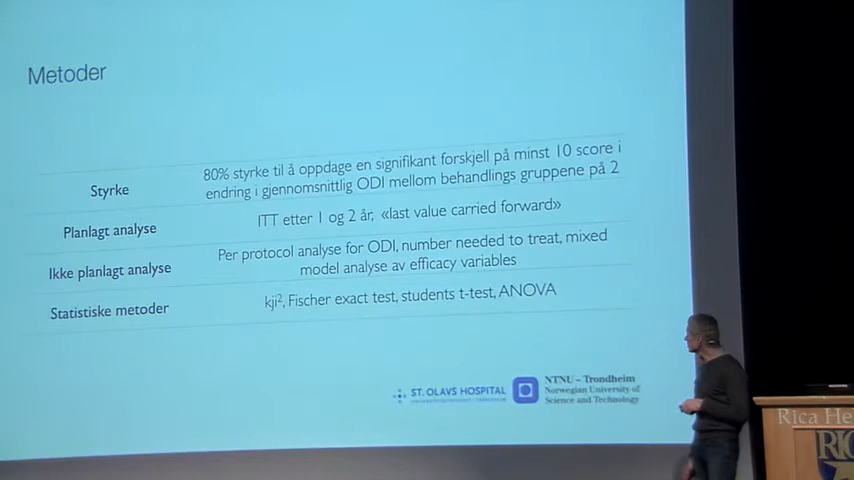 Metoder
Styrke
80% styrke til å oppdage en signifikant forskjell på minst 10 score i
endring i gjennomsnittlig ODI mellom behandlings gruppene på 2
Planlagt analyse
ITT etter 1 og 2 år, «last value carried forward»
Ikke planlagt analyse
Per protocol analyse for ODI, number needed to treat, mixed
model analyse av efficacy variables
Statistiske metoder
kji², Fischer exact test, students t-test, ANOVA
ST. OLAVS HOSPITAL
NTNU – Trondheim
Norwegian University of
Science and Technology
Rica He
RIC